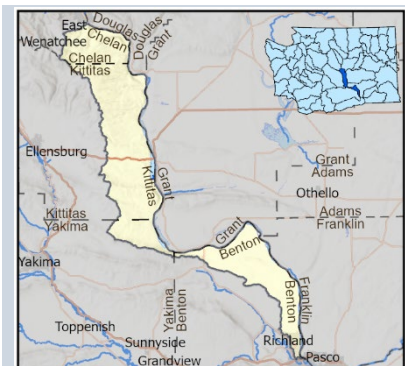 Douglas
East
Chelan
Wenatchee
Douglas
Grant
Chelan
Kittitas
Ellensburg
Kittitas
Grant
Grant
Adams
Othello
Kittitas
Yakima
Adams
Franklin
Grant
Benton
Yakima
Franklin
Benton
Yakima
Benton
Toppenish
Sunnyside
Richland
Grandview
Pasco